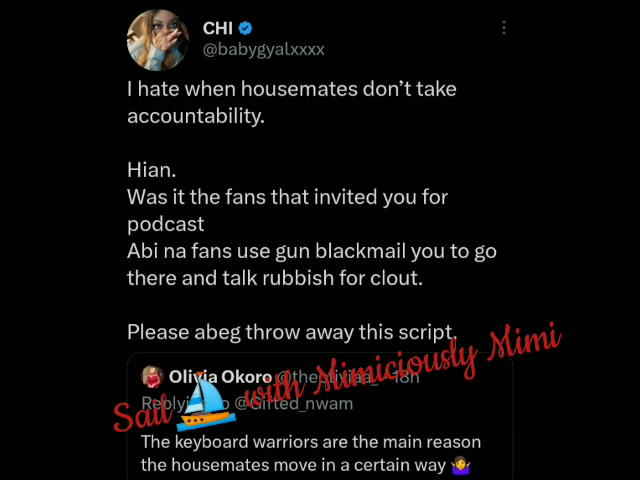 CHI
@babygyalxxxx
I hate when housemates don't take
accountability.
Hian.
Was it the fans that invited you for
podcast
Abi na fans use gun blackmail you to go
there and talk rubbish for clout.
Please abeg throw away this script.
Sail with Mimiciously Mimi
Olivia Okoro 18h
@Gifted_nwam
The keyboard warriors are the main reason
the housemates move in a certain way 🤷‍♀️